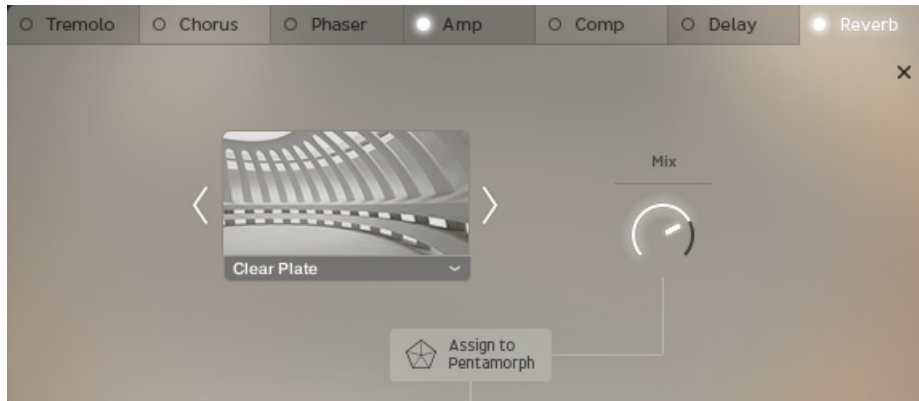 Tremolo Chorus Phaser Amp Comp Delay Reverb
Mix
Clear Plate
Assign to
Pentamorph